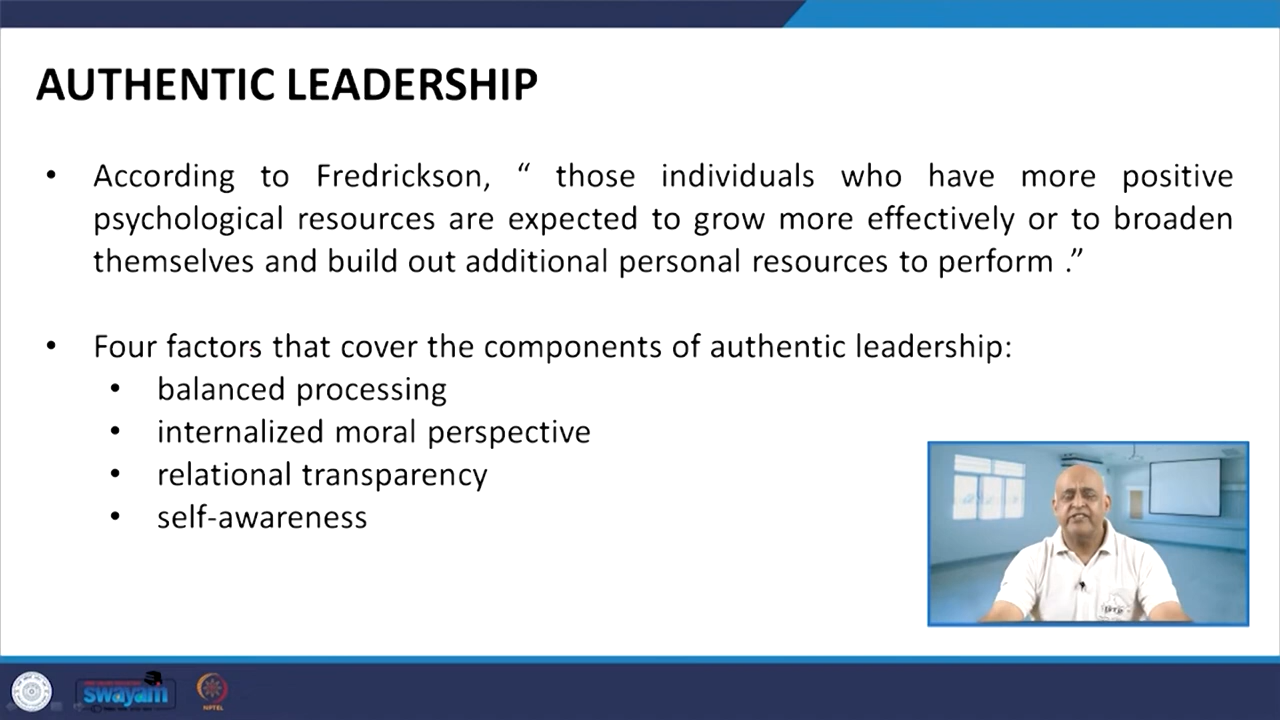 AUTHENTIC LEADERSHIP
• According to Fredrickson, “ those individuals who have more positive
psychological resources are expected to grow more effectively or to broaden
themselves and build out additional personal resources to perform .”
• Four factors that cover the components of authentic leadership:
• balanced processing
• internalized moral perspective
• relational transparency
• self-awareness
swayam
NPTEL